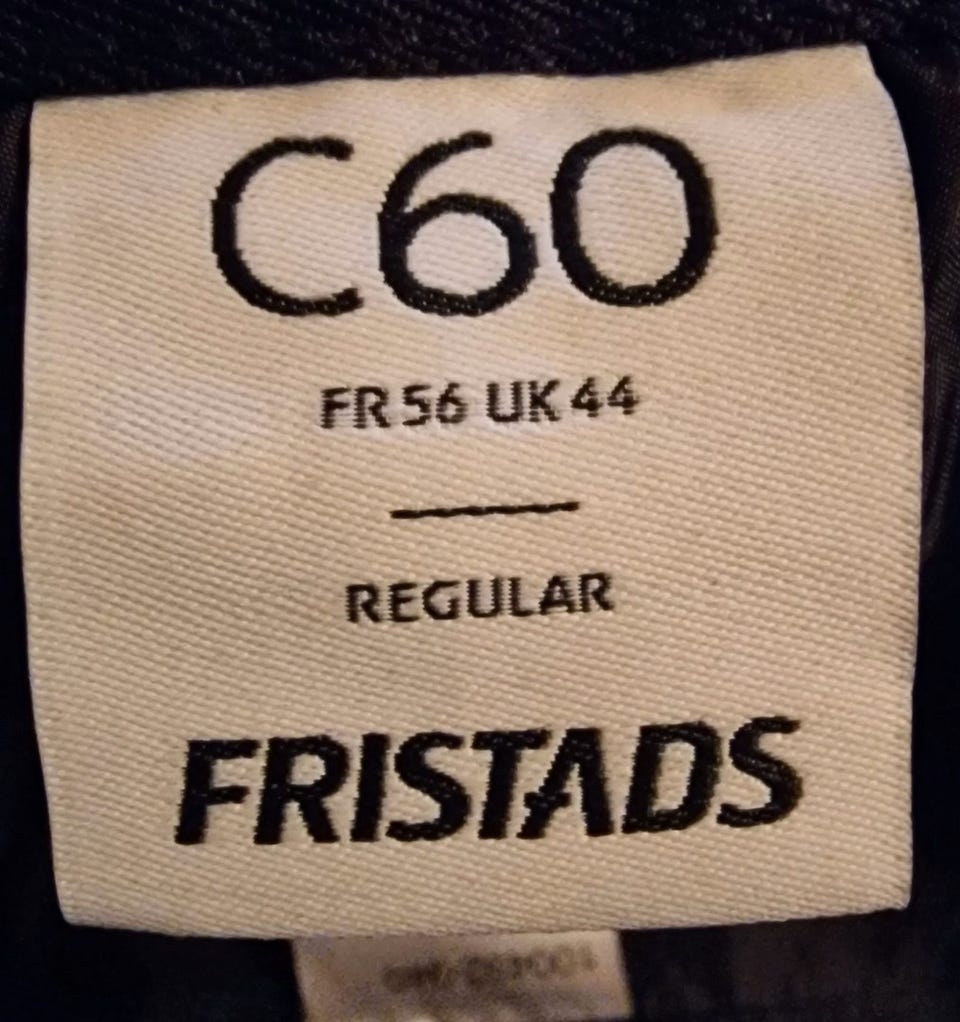 C60
FR 56 UK 44
REGULAR
FRISTADS